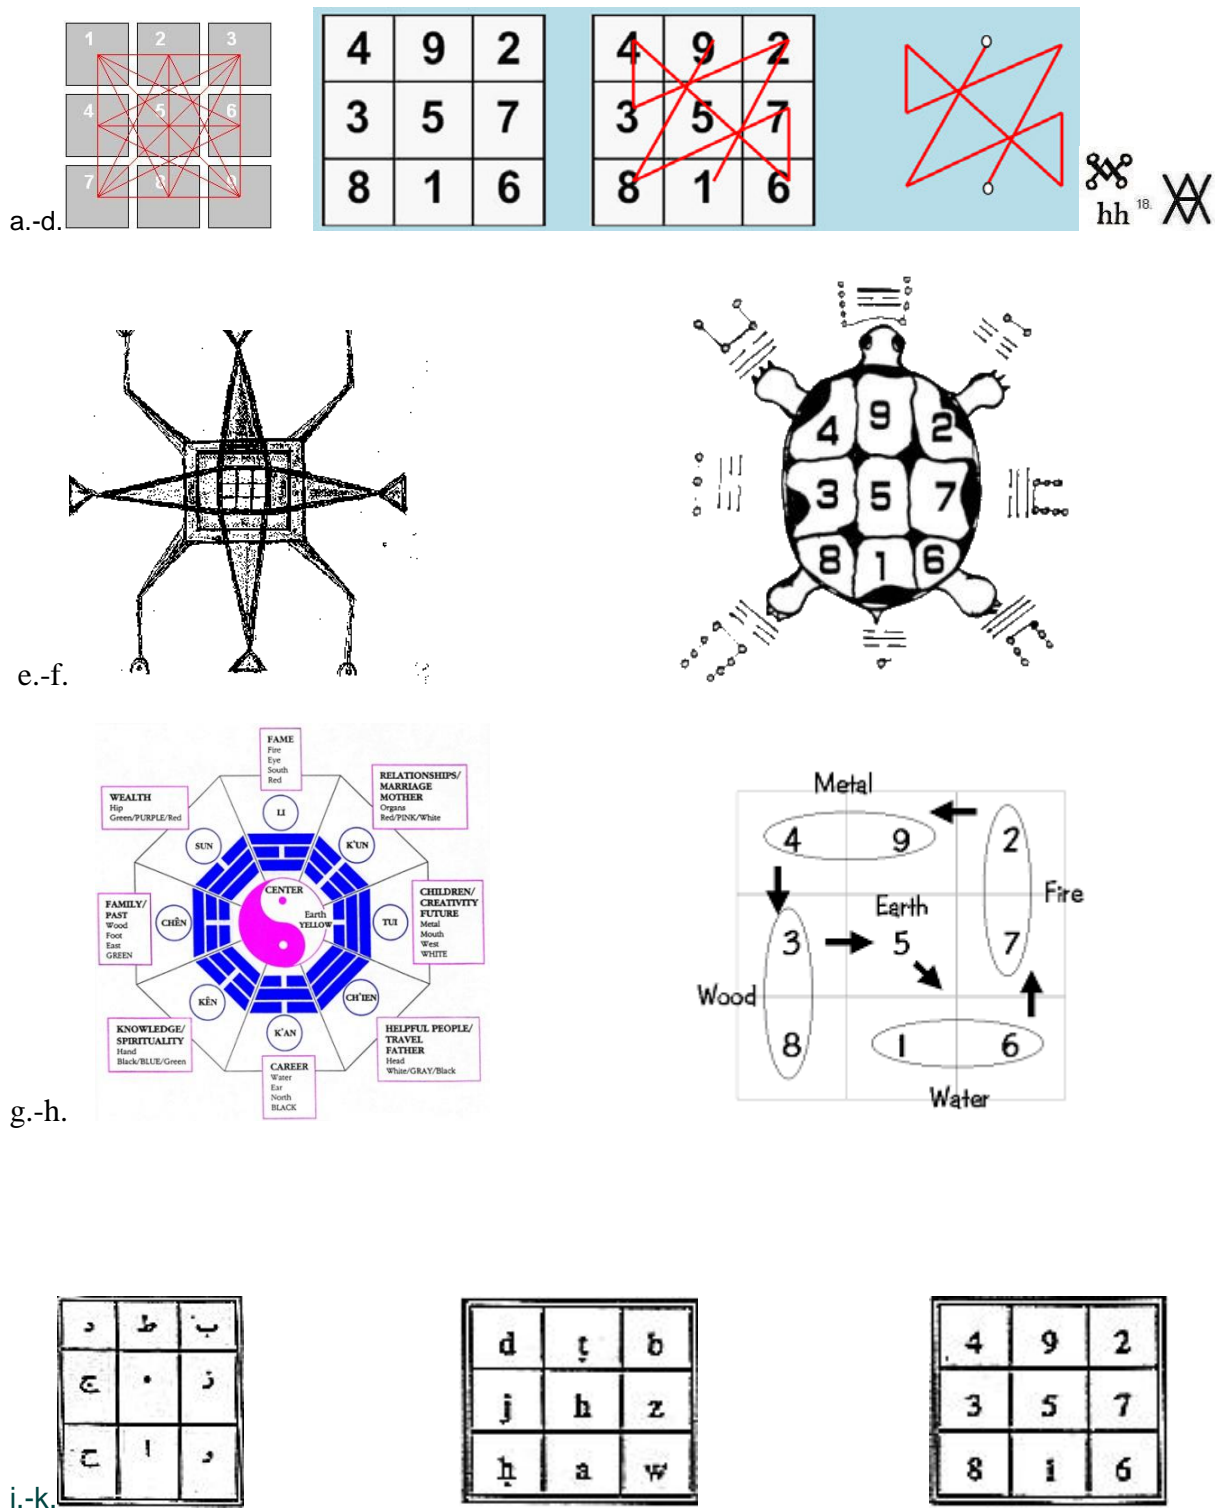 1 2 3
4 5 6
7 8 9
a.-d.
4 9 2
3 5 7
8 1 6
4 9 2
3 5 7
8 1 6
hh
18.
4 9 2
3 5 7
8 1 6
e.-f.
FAME
Fire
Eye
South
Red
WEALTH
Hip
Green/PURPLE/Red
RELATIONSHIPS/
MARRIAGE
MOTHER
Organs
Red/PINK/White
LI
SUN
K'UN
FAMILY/
PAST
Wood
Foot
East
GREEN
CHÊN
CENTER
Earth
YELLOW
TUI
CHILDREN/
CREATIVITY
FUTURE
Metal
Mouth
West
WHITE
KÊN
K'AN
CH'IEN
KNOWLEDGE/
SPIRITUALITY
Hand
Black/BLUE/Green
CAREER
Water
Ear
North
BLACK
HELPFUL PEOPLE/
TRAVEL
FATHER
Head
White/GRAY/Black
g.-h.
Metal
4 9 2
Fire
Earth
3 5 7
Wood
8 1 6
Water
د ط ب
ج ه ز
ح ا و
d ṭ b
j h z
ḥ a w
4 9 2
3 5 7
8 1 6
i.-k.